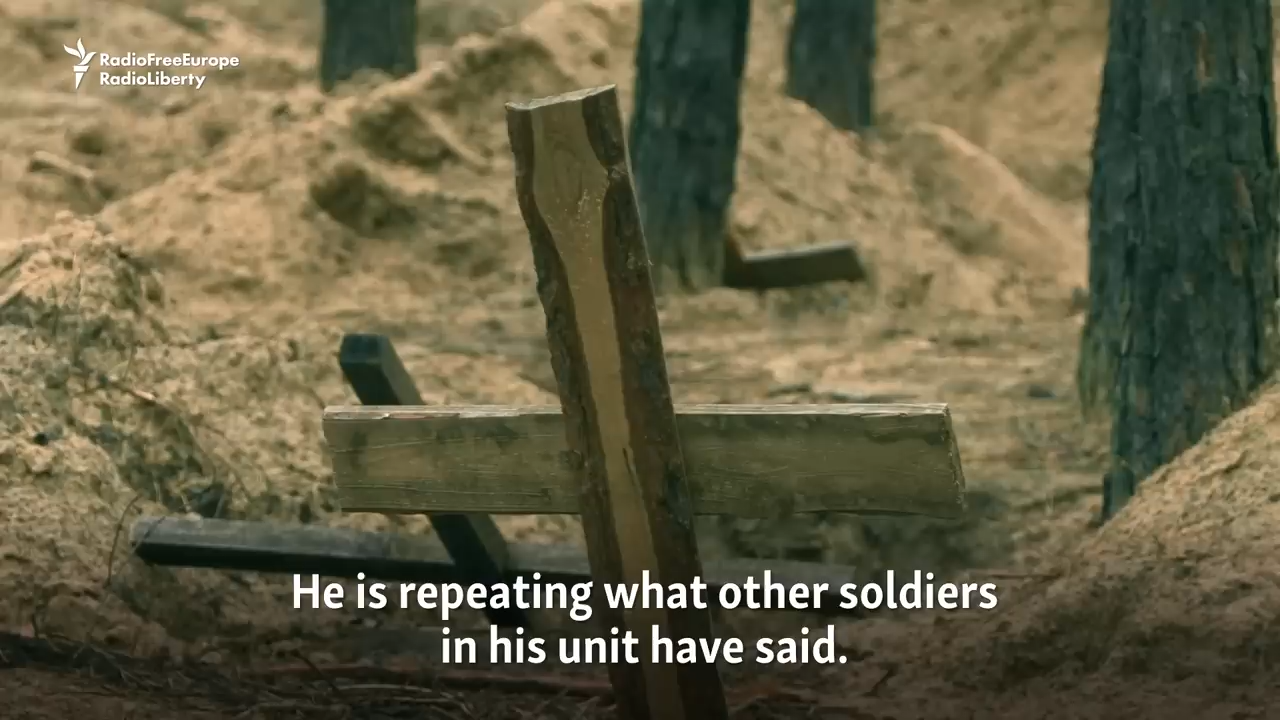 RadioFreeEurope
RadioLiberty
He is repeating what other soldiers
in his unit have said.